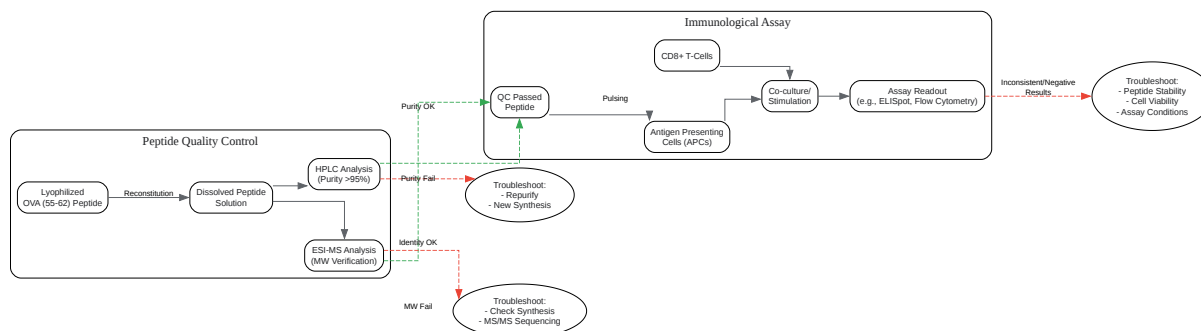 Immunological Assay
CD8+ T-Cells
QC Passed
Peptide
Pulsing
Co-culture/
Stimulation
Assay Readout
(e.g., ELISpot, Flow Cytometry)
Inconsistent/Negative
Results
Troubleshoot:
- Peptide Stability
- Cell Viability
- Assay Conditions
Purity OK
Antigen Presenting
Cells (APCs)
Peptide Quality Control
Lyophilized
OVA (55-62) Peptide
Reconstitution
Dissolved Peptide
Solution
HPLC Analysis
(Purity >95%)
Purity Fail
Troubleshoot:
- Repurify
- New Synthesis
ESI-MS Analysis
(MW Verification)
Identity OK
MW Fail
Troubleshoot:
- Check Synthesis
- MS/MS Sequencing